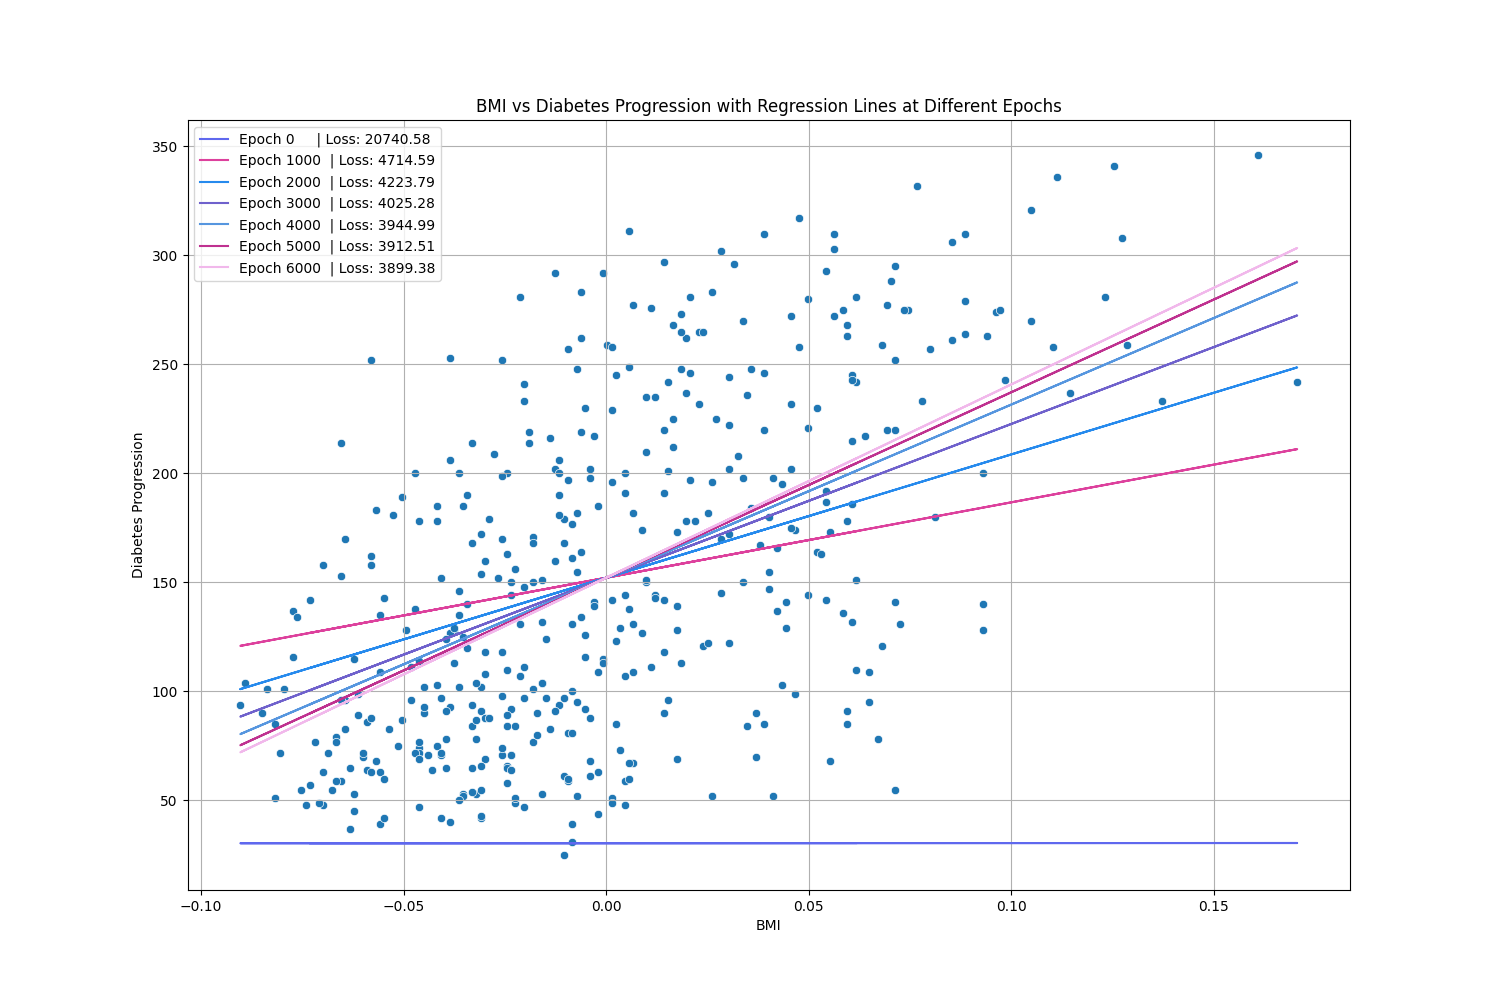 BMI vs Diabetes Progression with Regression Lines at Different Epochs
Epoch 0 | Loss: 20740.58
Epoch 1000 | Loss: 4714.59
Epoch 2000 | Loss: 4223.79
Epoch 3000 | Loss: 4025.28
Epoch 4000 | Loss: 3944.99
Epoch 5000 | Loss: 3912.51
Epoch 6000 | Loss: 3899.38
350
300
250
200
150
100
50
Diabetes Progression
−0.10 −0.05 0.00 0.05 0.10 0.15
BMI